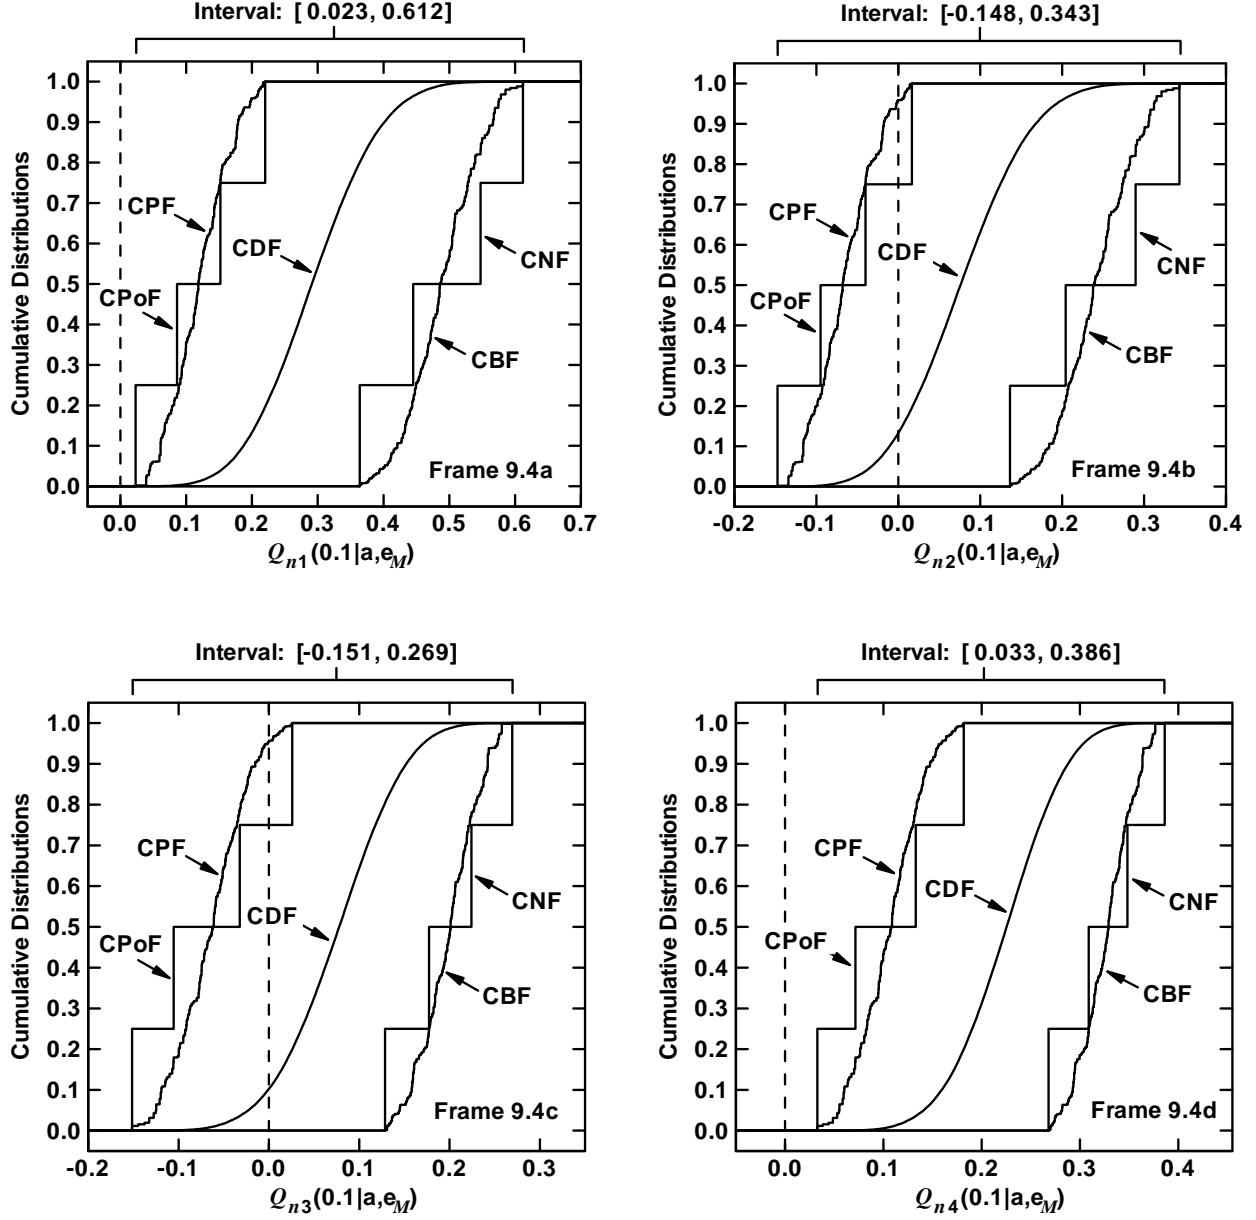 Interval: [ 0.023, 0.612]
Cumulative Distributions
1.0
0.9
0.8
0.7
0.6
0.5
0.4
0.3
0.2
0.1
0.0
CPF
CDF
CPoF
CNF
CBF
Frame 9.4a
0.0 0.1 0.2 0.3 0.4 0.5 0.6 0.7
Qn1(0.1|a,eM)
Interval: [-0.148, 0.343]
Cumulative Distributions
1.0
0.9
0.8
0.7
0.6
0.5
0.4
0.3
0.2
0.1
0.0
CPF
CDF
CNF
CPoF
CBF
Frame 9.4b
-0.2 -0.1 0.0 0.1 0.2 0.3 0.4
Qn2(0.1|a,eM)
Interval: [-0.151, 0.269]
Cumulative Distributions
1.0
0.9
0.8
0.7
0.6
0.5
0.4
0.3
0.2
0.1
0.0
CPF
CNF
CDF
CPoF
CBF
Frame 9.4c
-0.2 -0.1 0.0 0.1 0.2 0.3
Qn3(0.1|a,eM)
Interval: [ 0.033, 0.386]
Cumulative Distributions
1.0
0.9
0.8
0.7
0.6
0.5
0.4
0.3
0.2
0.1
0.0
CPF
CDF
CNF
CPoF
CBF
Frame 9.4d
0.0 0.1 0.2 0.3 0.4
Qn4(0.1|a,eM)